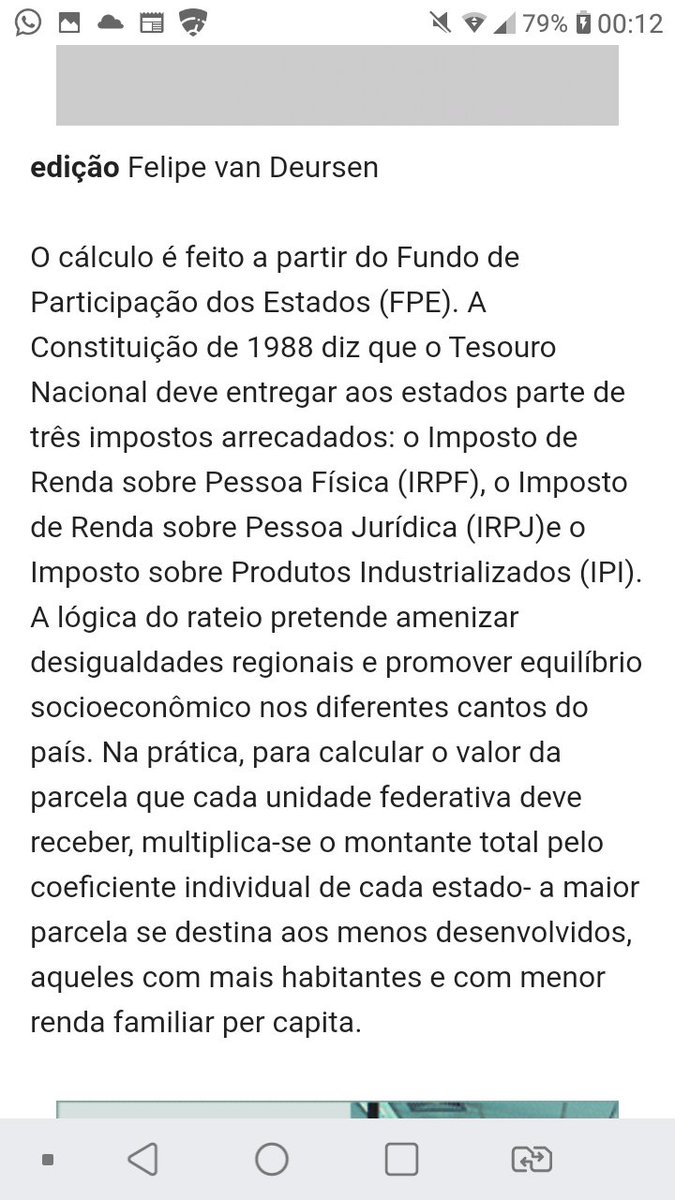 79% 00:12
edição Felipe van Deursen
O cálculo é feito a partir do Fundo de
Participação dos Estados (FPE). A
Constituição de 1988 diz que o Tesouro
Nacional deve entregar aos estados parte de
três impostos arrecadados: o Imposto de
Renda sobre Pessoa Física (IRPF), o Imposto
de Renda sobre Pessoa Jurídica (IRPJ)e o
Imposto sobre Produtos Industrializados (IPI).
A lógica do rateio pretende amenizar
desigualdades regionais e promover equilíbrio
socioeconômico nos diferentes cantos do
país. Na prática, para calcular o valor da
parcela que cada unidade federativa deve
receber, multiplica-se o montante total pelo
coeficiente individual de cada estado- a maior
parcela se destina aos menos desenvolvidos,
aqueles com mais habitantes e com menor
renda familiar per capita.